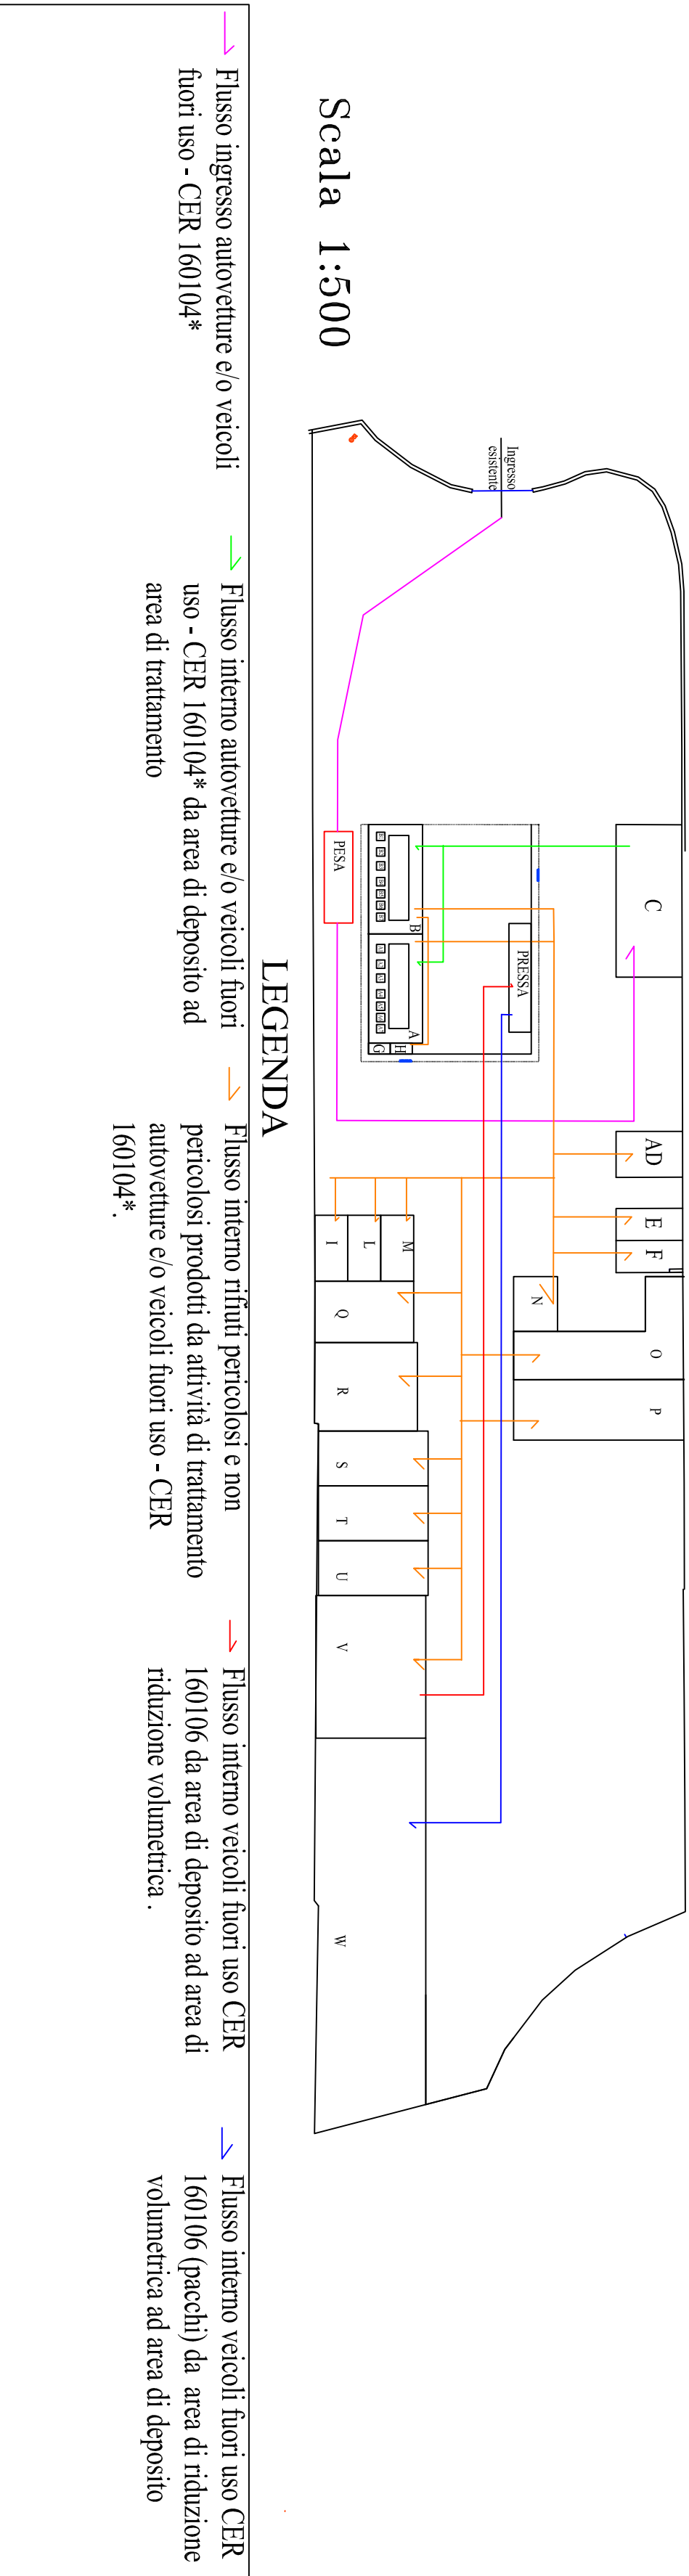 Scala 1:500
Ingresso
esistente
PESA
C
B
A
G
H
PRESSA
AD
E
F
N
O
P
M
L
I
Q
R
S
T
U
V
W
LEGENDA
Flusso ingresso autovetture e/o veicoli
fuori uso - CER 160104*
Flusso interno autovetture e/o veicoli fuori
uso - CER 160104* da area di deposito ad
area di trattamento
Flusso interno rifiuti pericolosi e non
pericolosi prodotti da attività di trattamento
autovetture e/o veicoli fuori uso - CER
160104*.
Flusso interno veicoli fuori uso CER
160106 da area di deposito ad area di
riduzione volumetrica .
Flusso interno veicoli fuori uso CER
160106 (pacchi) da area di riduzione
volumetrica ad area di deposito